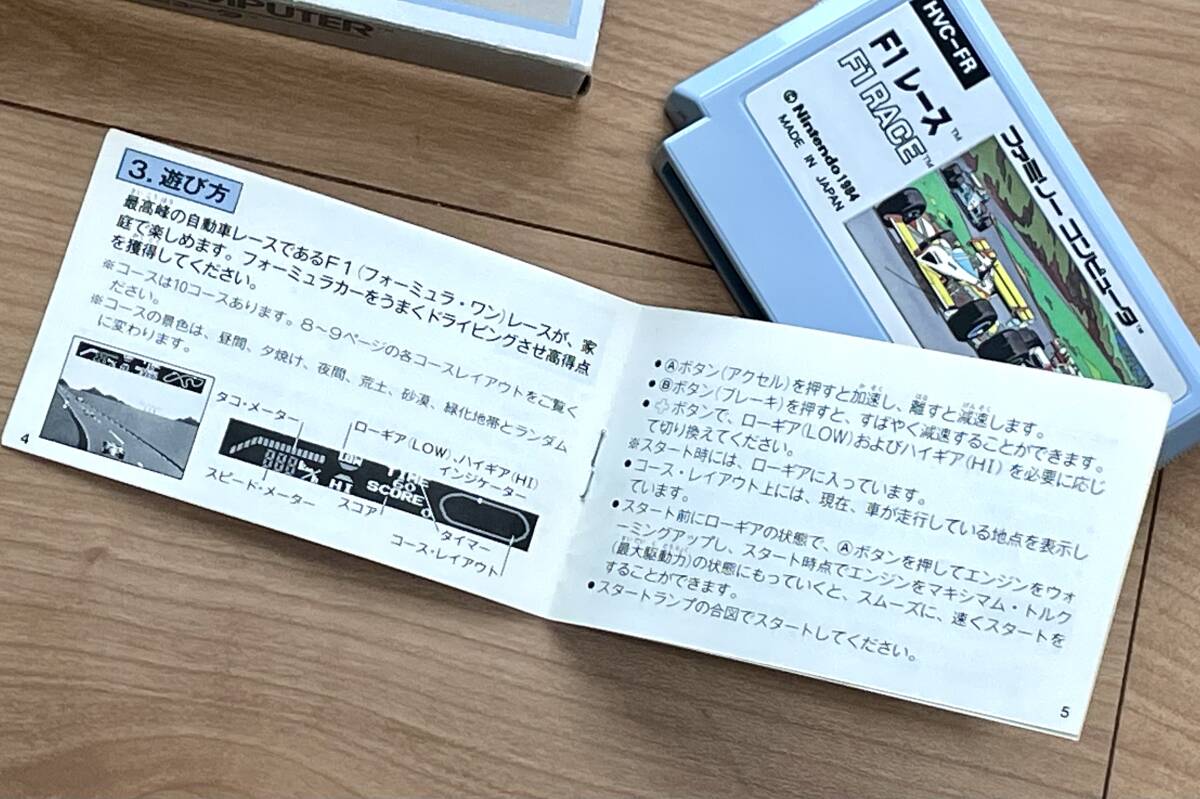 COMPUTER
HVC-FR
F1 レース™
F1 RACE™
© Nintendo 1984
MADE IN JAPAN
ファミリー コンピュータ™
3. 遊び方
最高峰の自動車レースであるF1(フォーミュラ・ワン)レースが、家
庭で楽しめます。フォーミュラカーをうまくドライビングさせ高得点
を獲得してください。
※コースは10コースあります。8〜9ページの各コースレイアウトをご覧く
ださい。
※コースの景色は、昼間、夕焼け、夜間、荒土、砂漠、緑化地帯とランダム
に変わります。
タコ・メーター
ローギア(LOW)、ハイギア(HI)
インジケーター
LOW
HI
SCORE
スピード・メーター
スコア
タイマー
コース・レイアウト
4
●Ⓐボタン(アクセル)を押すと加速し、離すと減速します。
●Ⓑボタン(ブレーキ)を押すと、すばやく減速することができます。
●✛ボタンで、ローギア(LOW)およびハイギア(HI)を必要に応じ
て切り換えてください。
※スタート時には、ローギアに入っています。
●コース・レイアウト上には、現在、車が走行している地点を表示し
ています。
●スタート前にローギアの状態で、Ⓐボタンを押してエンジンをウォ
ーミングアップし、スタート時点でエンジンをマキシマム・トルク
(最大駆動力)の状態にもっていくと、スムーズに、速くスタートを
することができます。
●スタートランプの合図でスタートしてください。
5